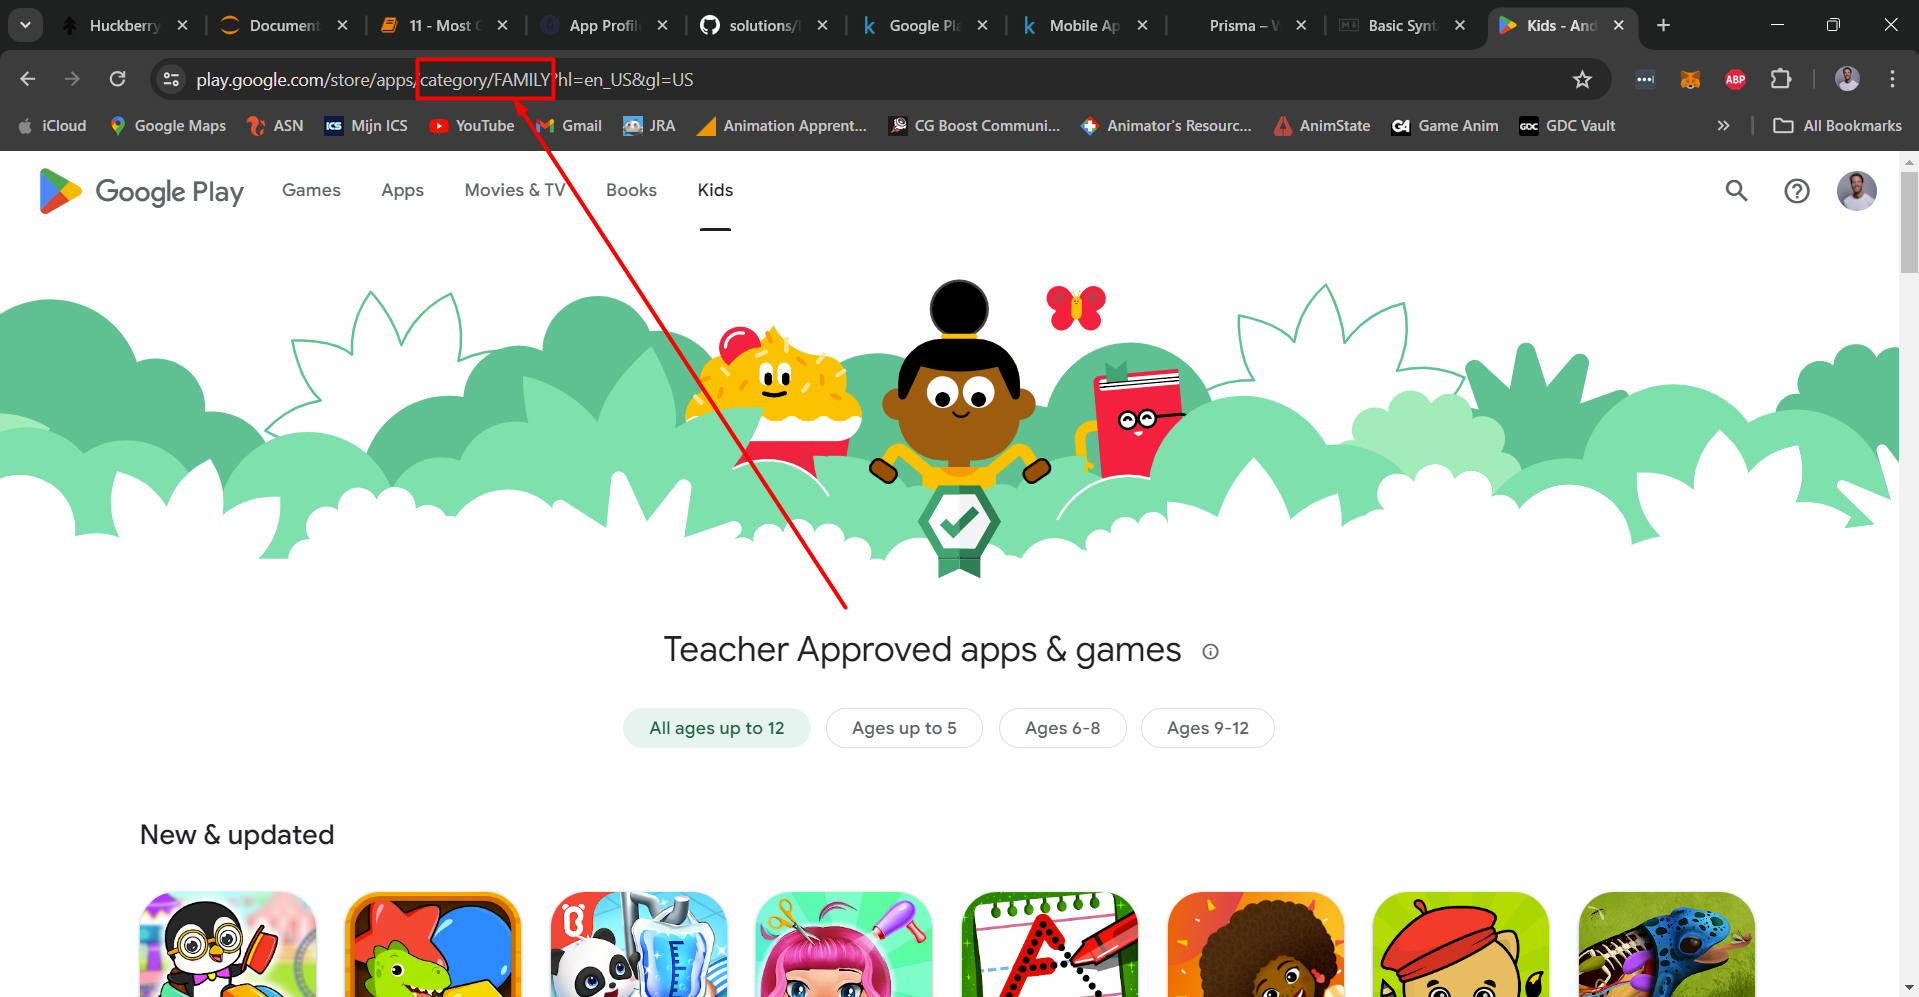 Huckberry
Document
11 - Most
App Profil
solutions/
Google Pl
Mobile Ap
Prisma –
Basic Synt
Kids - And
play.google.com/store/apps/category/FAMILY?hl=en_US&gl=US
ABP
iCloud
Google Maps
ASN
ICS
Mijn ICS
YouTube
Gmail
JRA
Animation Apprent...
CG Boost Communi...
Animator's Resourc...
AnimState
GA
Game Anim
GDC
GDC Vault
All Bookmarks
Google Play
Games
Apps
Movies & TV
Books
Kids
Teacher Approved apps & games
All ages up to 12
Ages up to 5
Ages 6-8
Ages 9-12
New & updated